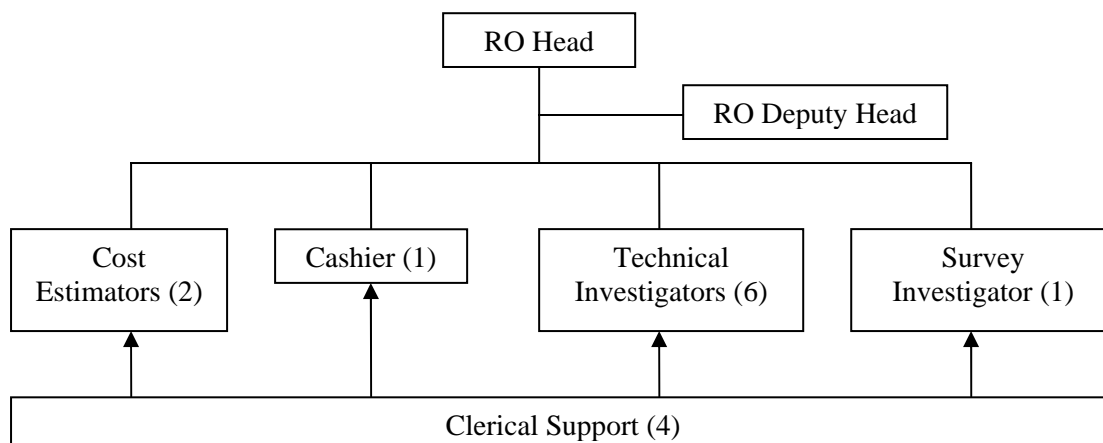 RO Head
RO Deputy Head
Cost
Estimators (2)
Cashier (1)
Technical
Investigators (6)
Survey
Investigator (1)
Clerical Support (4)